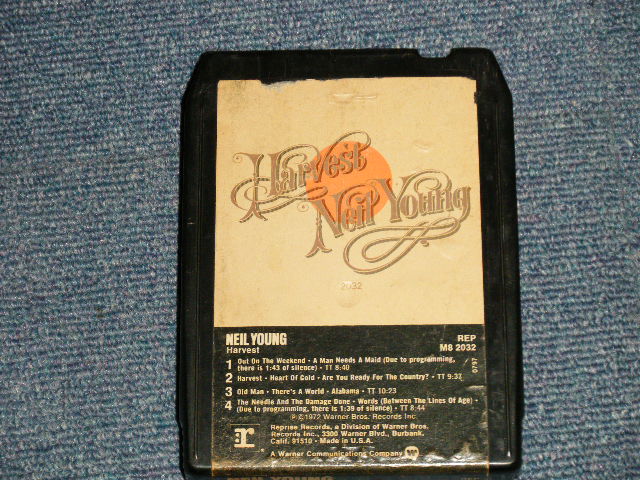 Harvest
Neil Young
2032
NEIL YOUNG
Harvest
REP
M8 2032
0797
1 Out On The Weekend • A Man Needs A Maid (Due to programming,
there is 1:43 of silence) • TT 8:40
2 Harvest • Heart Of Gold • Are You Ready For The Country? • TT 9:37
3 Old Man • There's A World • Alabama • TT 10:23
4 The Needle And The Damage Done • Words (Between The Lines Of Age) •
(Due to programming, there is 1:39 of silence) • TT 8:44
℗ © 1972 Warner Bros. Records Inc.
Reprise Records, a Division of Warner Bros.
Records Inc., 3300 Warner Blvd., Burbank,
Calif. 91510 • Made in U.S.A.
A Warner Communications Company
NEIL YOUNG